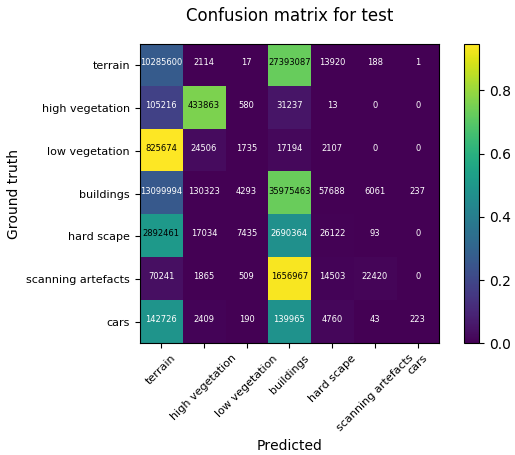 Confusion matrix for test
Ground truth
terrain 10285600 2114 17 27393087 13920 188 1
high vegetation 105216 433863 580 31237 13 0 0
low vegetation 825674 24506 1735 17194 2107 0 0
buildings 13099994 130323 4293 35975463 57688 6061 237
hard scape 2892461 17034 7435 2690364 26122 93 0
scanning artefacts 70241 1865 509 1656967 14503 22420 0
cars 142726 2409 190 139965 4760 43 223
terrain high vegetation low vegetation buildings hard scape scanning artefacts cars
Predicted
0.8
0.6
0.4
0.2
0.0